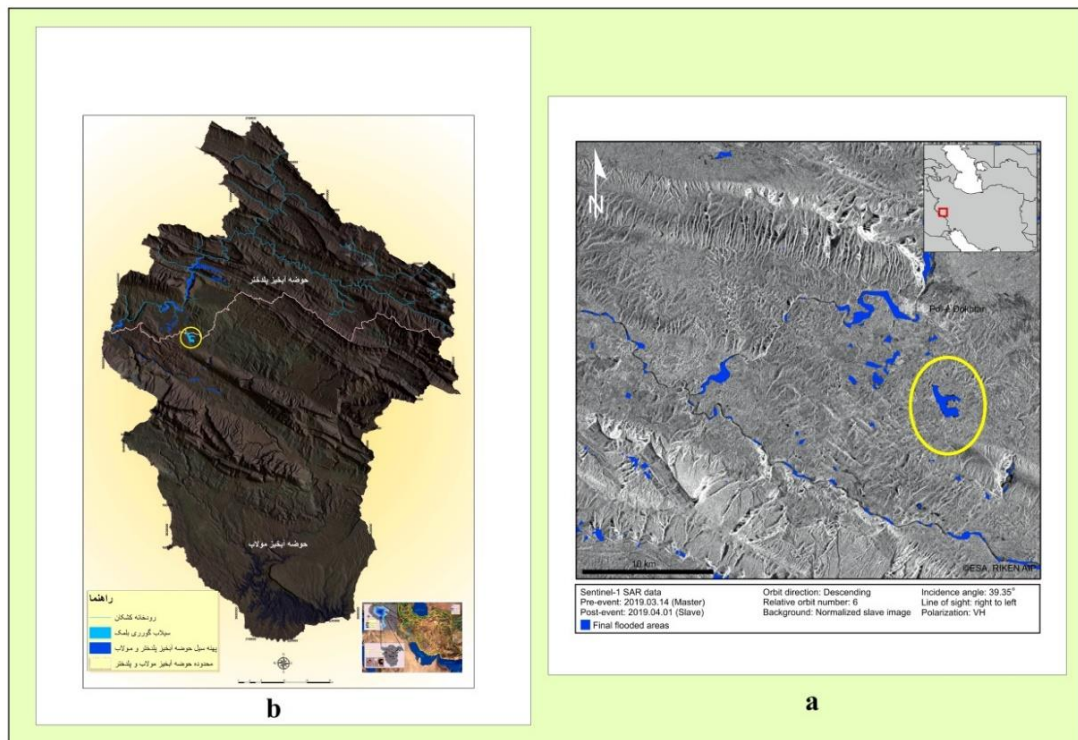 حوضه آبخیز پلدختر
حوضه آبخیز مولاب
راهنما
رودخانه کشکان
سیلاب گوری بلمک
پهنه سیل حوضه آبخیز پلدختر و مولاب
محدوده حوضه آبخیز مولاب و پلدختر
b
N
Pol-e Dokhtar
10 km
©ESA, RIKEN AIP
Sentinel-1 SAR data
Pre-event: 2019.03.14 (Master)
Post-event: 2019.04.01 (Slave)
Final flooded areas
Orbit direction: Descending
Relative orbit number: 6
Background: Normalized slave image
Incidence angle: 39.35°
Line of sight: right to left
Polarization: VH
a